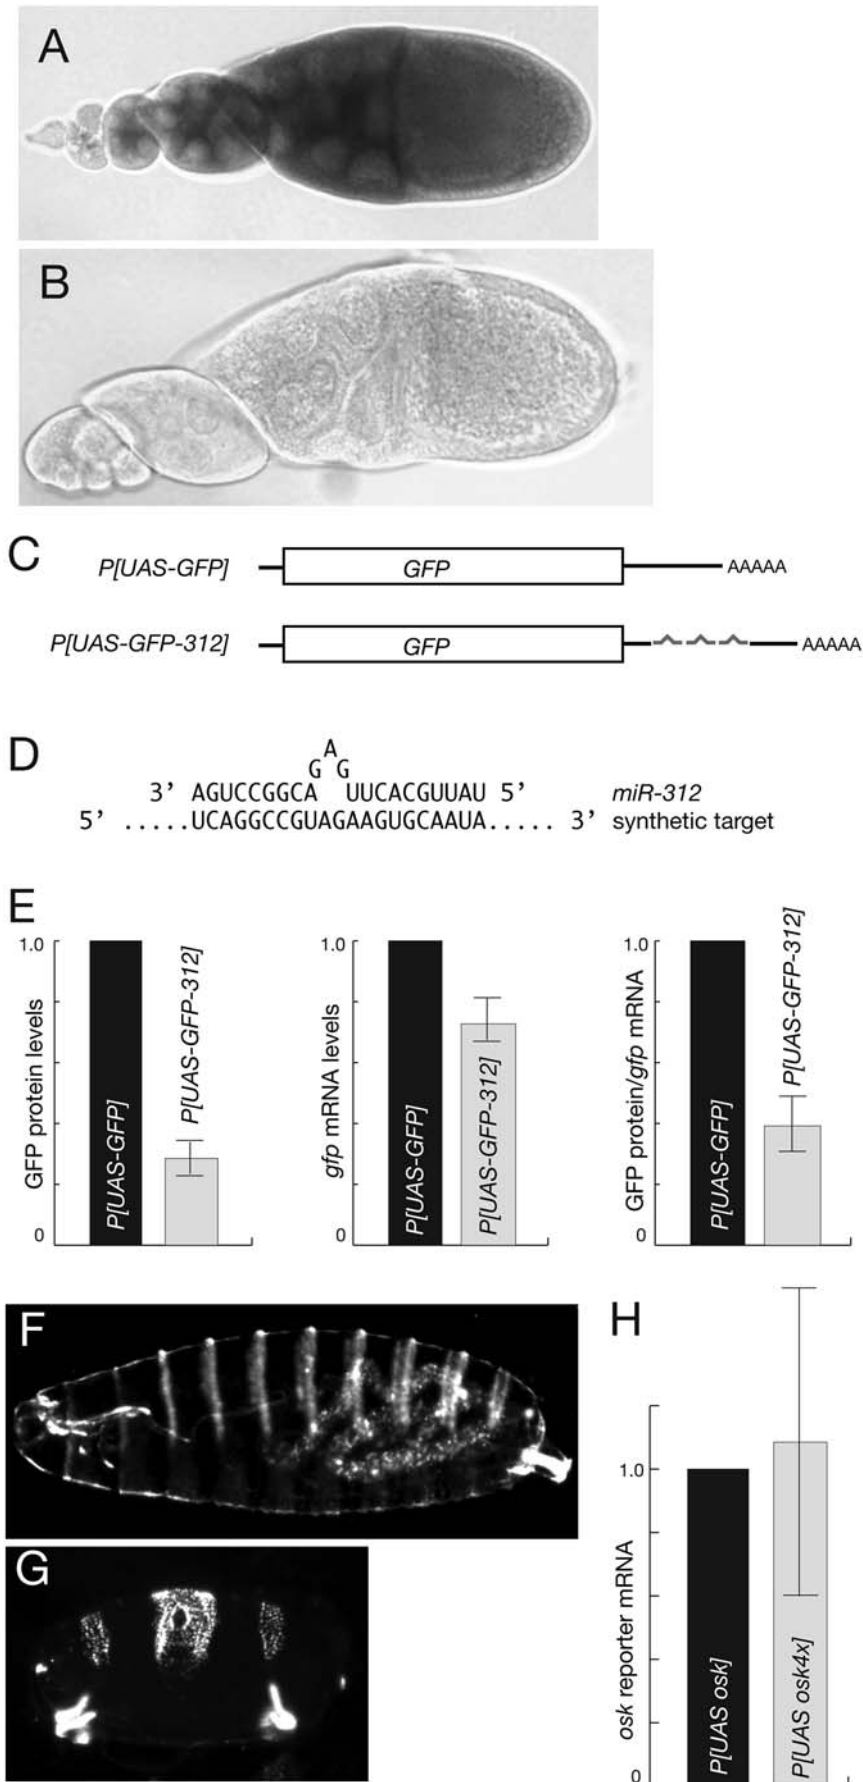 A
B
C
P[UAS-GFP] GFP AAAAA
P[UAS-GFP-312] GFP AAAAA
D
A
G G
3’ AGUCCGGCA UUCACGUUAU 5’ miR-312
5’ .....UCAGGCCGUAGAAGUGCAAUA..... 3’ synthetic target
E
GFP protein levels
1.0
0
P[UAS-GFP]
P[UAS-GFP-312]
gfp mRNA levels
1.0
0
P[UAS-GFP]
P[UAS-GFP-312]
GFP protein/gfp mRNA
1.0
0
P[UAS-GFP]
P[UAS-GFP-312]
F
G
H
osk reporter mRNA
1.0
0
P[UAS osk]
P[UAS osk4x]